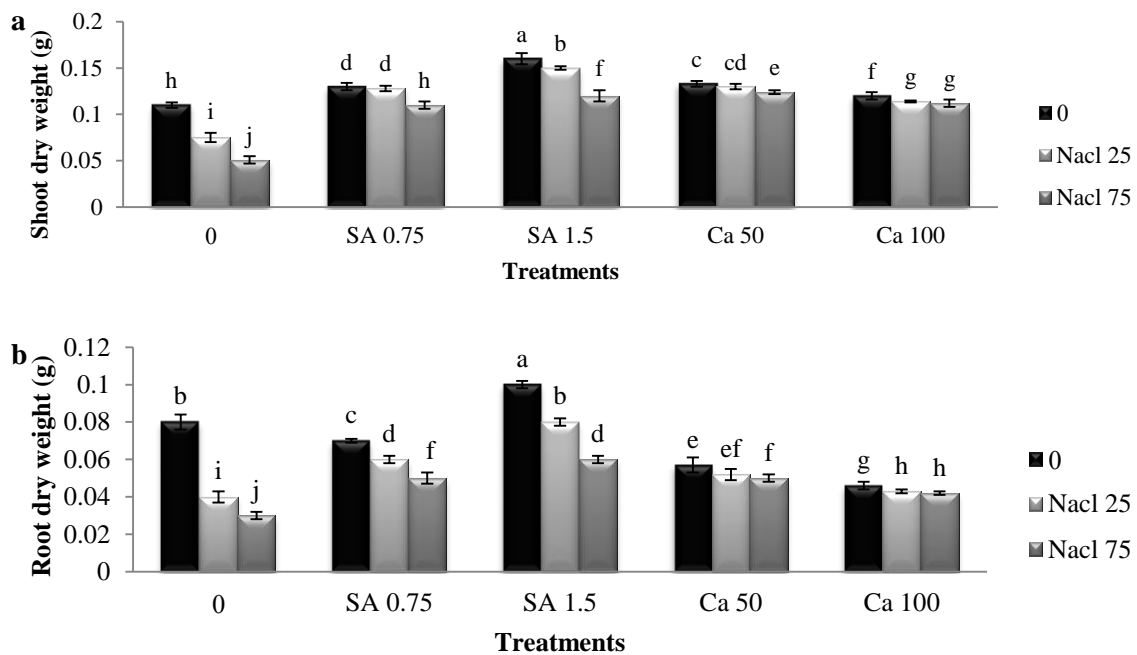 a
Shoot dry weight (g)
0.2
0.15
0.1
0.05
0
h
i
j
d
d
h
a
b
f
c
cd
e
f
g
g
0
SA 0.75
SA 1.5
Ca 50
Ca 100
Treatments
0
Nacl 25
Nacl 75
b
Root dry weight (g)
0.12
0.1
0.08
0.06
0.04
0.02
0
b
i
j
c
d
f
a
b
d
e
ef
f
g
h
h
0
SA 0.75
SA 1.5
Ca 50
Ca 100
Treatments
0
Nacl 25
Nacl 75